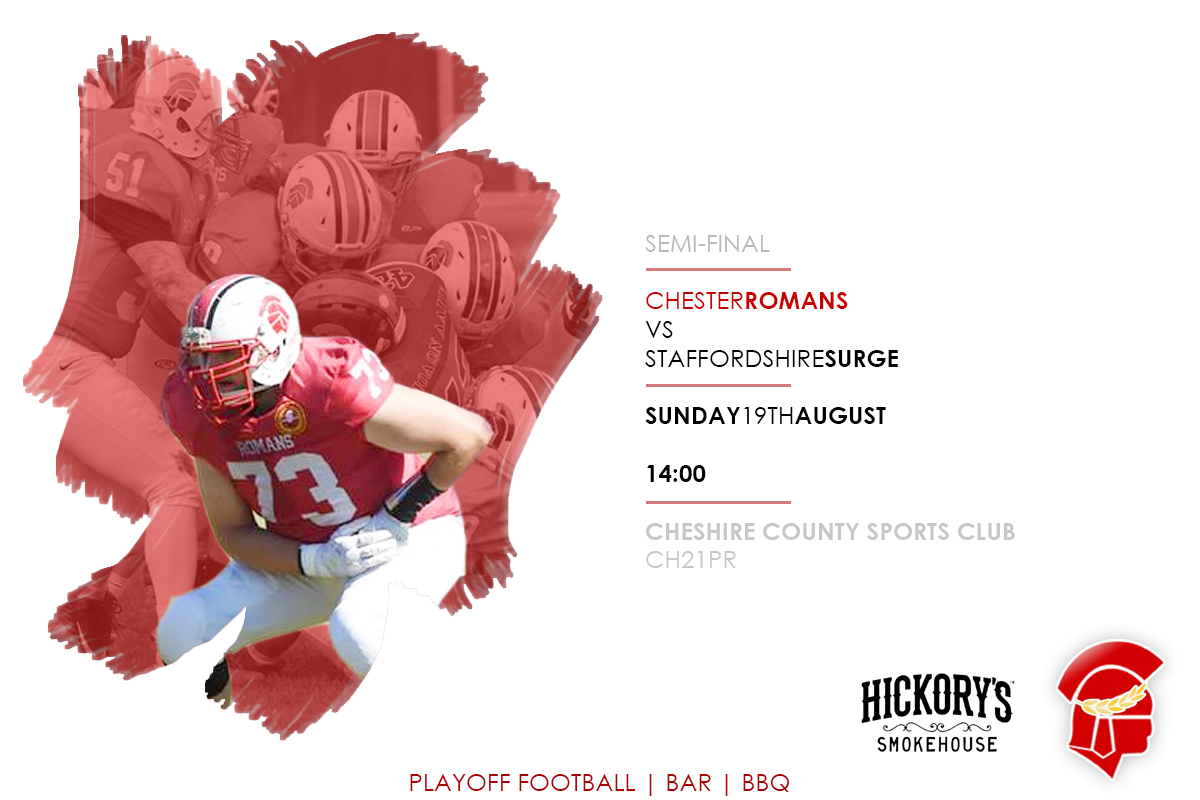 SEMI-FINAL
CHESTERROMANS
VS
STAFFORDSHIRESURGE
SUNDAY19THAUGUST
14:00
CHESHIRE COUNTY SPORTS CLUB
CH21PR
51
73
ROMANS
73
HICKORY'S
SMOKEHOUSE
PLAYOFF FOOTBALL | BAR | BBQ